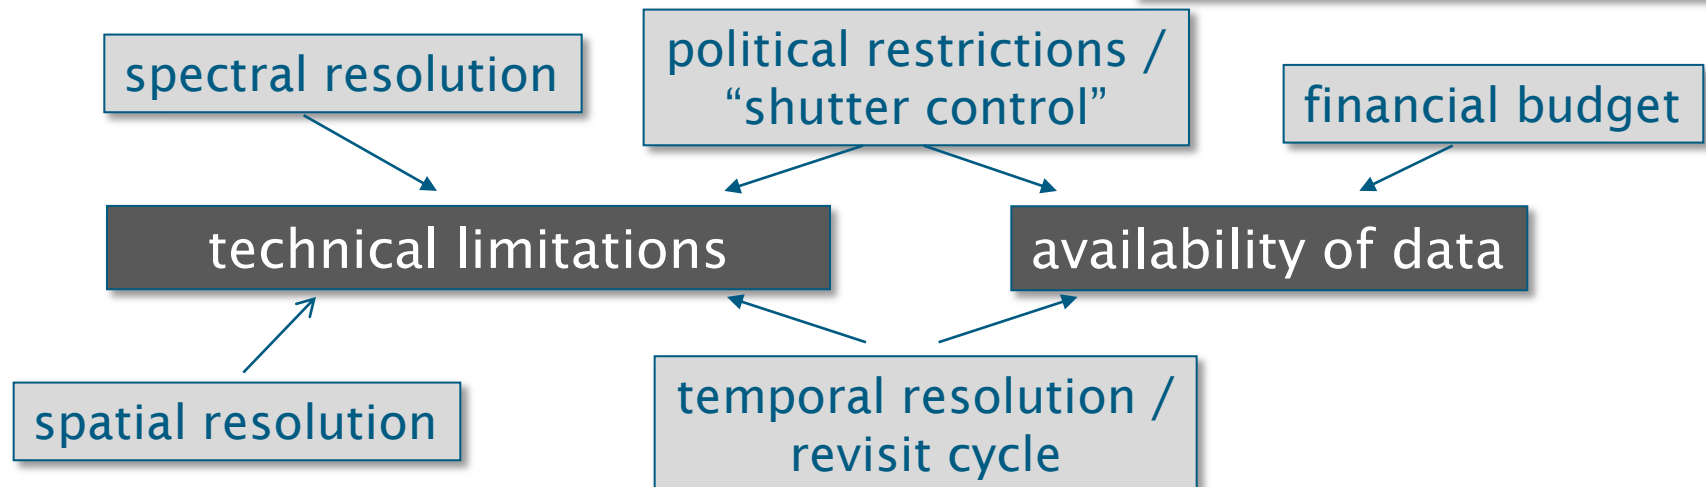 spectral resolution
political restrictions /
“shutter control”
financial budget
technical limitations
availability of data
spatial resolution
temporal resolution /
revisit cycle